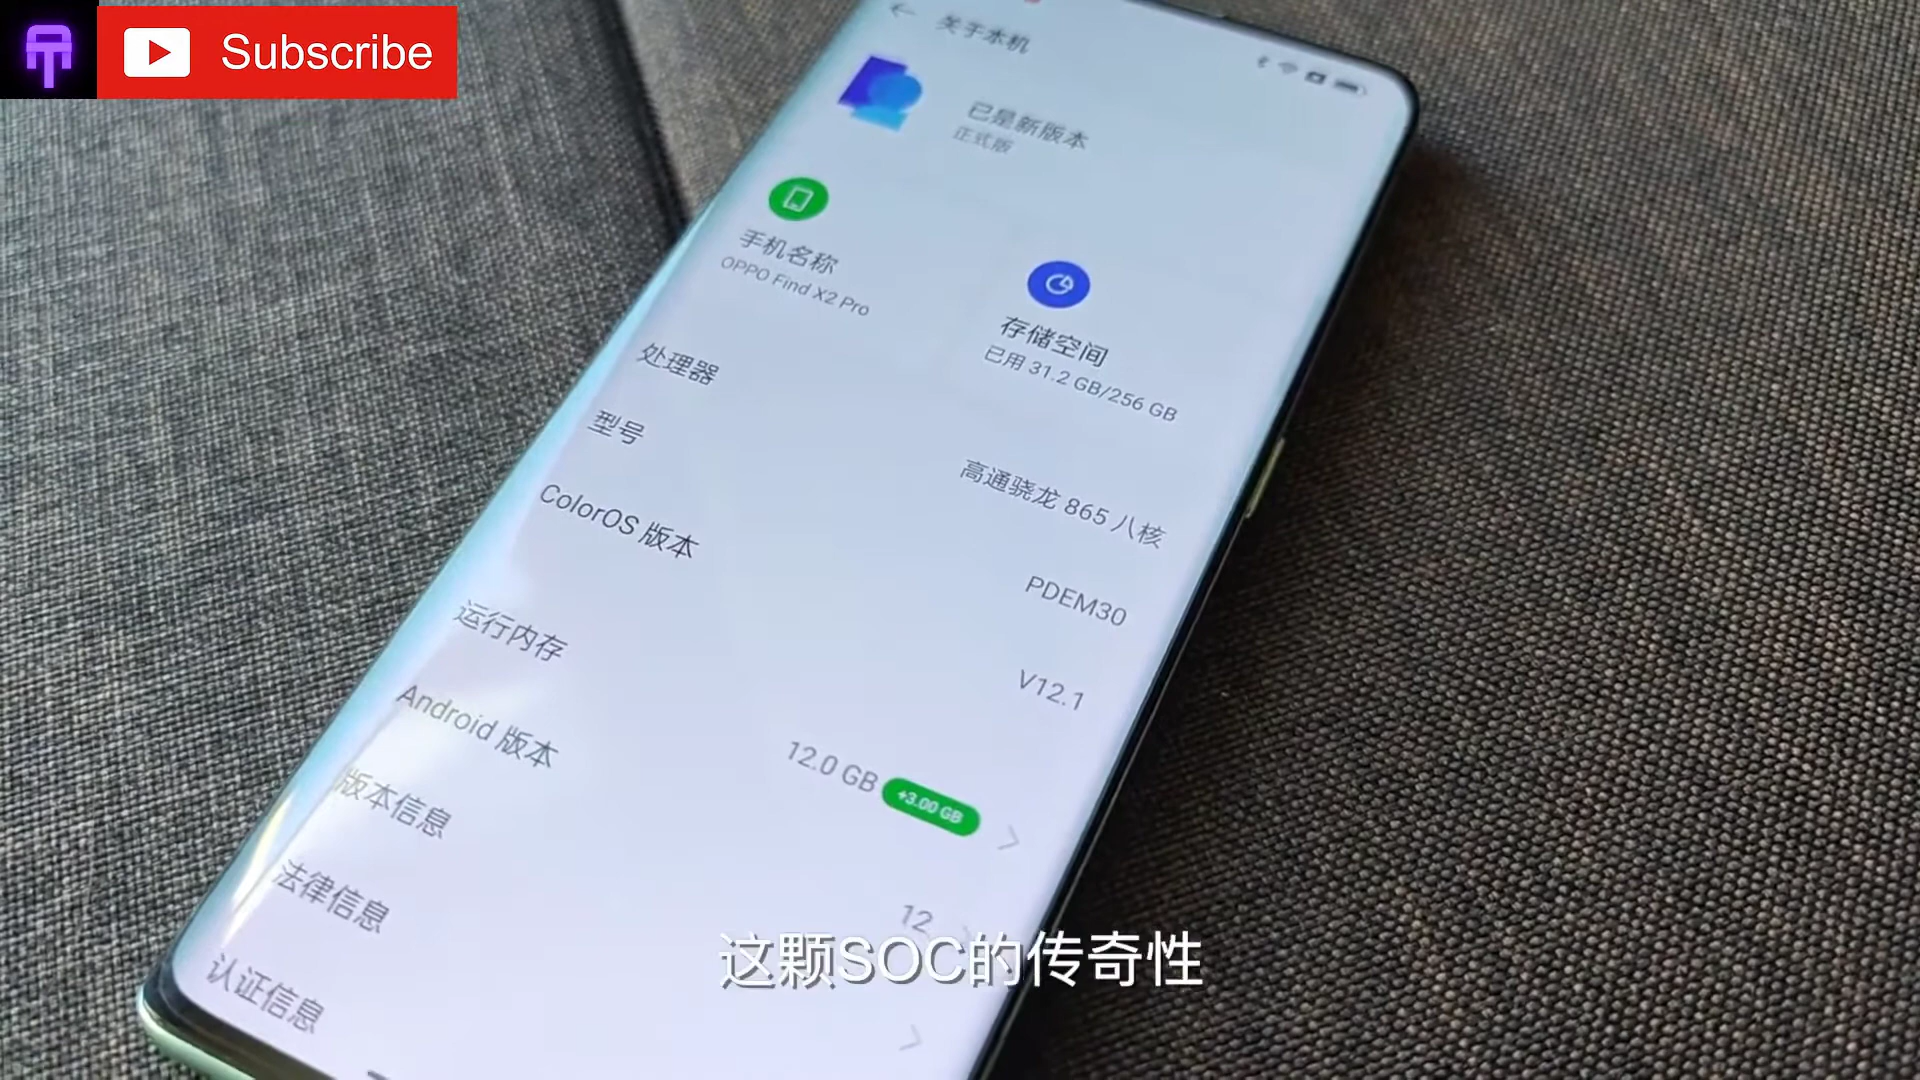 Subscribe
关于本机
已是新版本
正式版
手机名称
OPPO Find X2 Pro
存储空间
已用 31.2 GB/256 GB
处理器
高通骁龙 865 八核
型号
PDEM30
ColorOS 版本
V12.1
运行内存
12.0 GB +3.00 GB
Android 版本
12
版本信息
法律信息
认证信息
这颗SOC的传奇性